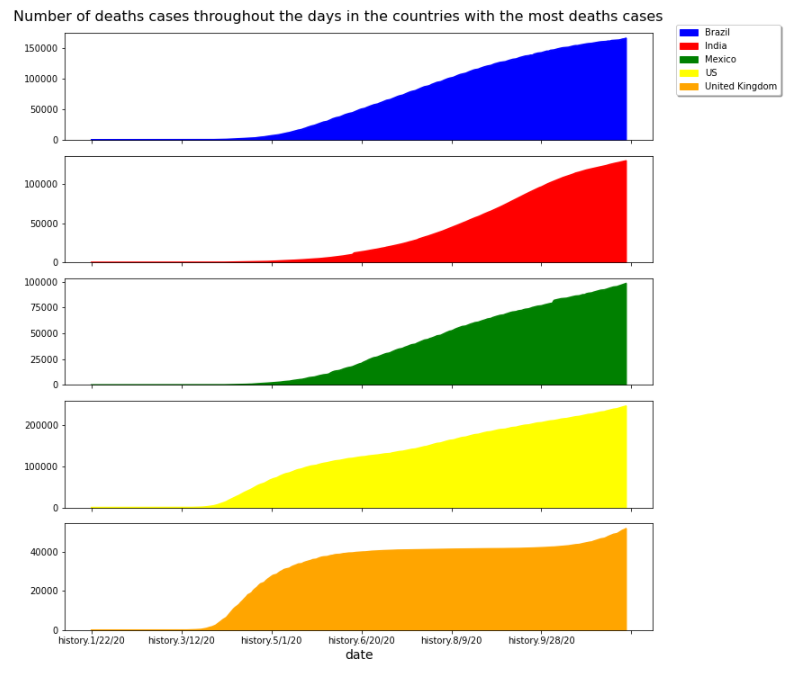 Number of deaths cases throughout the days in the countries with the most deaths cases
Brazil
India
Mexico
US
United Kingdom
150000
100000
50000
0
100000
50000
0
100000
75000
50000
25000
0
200000
100000
0
40000
20000
0
history.1/22/20 history.3/12/20 history.5/1/20 history.6/20/20 history.8/9/20 history.9/28/20
date